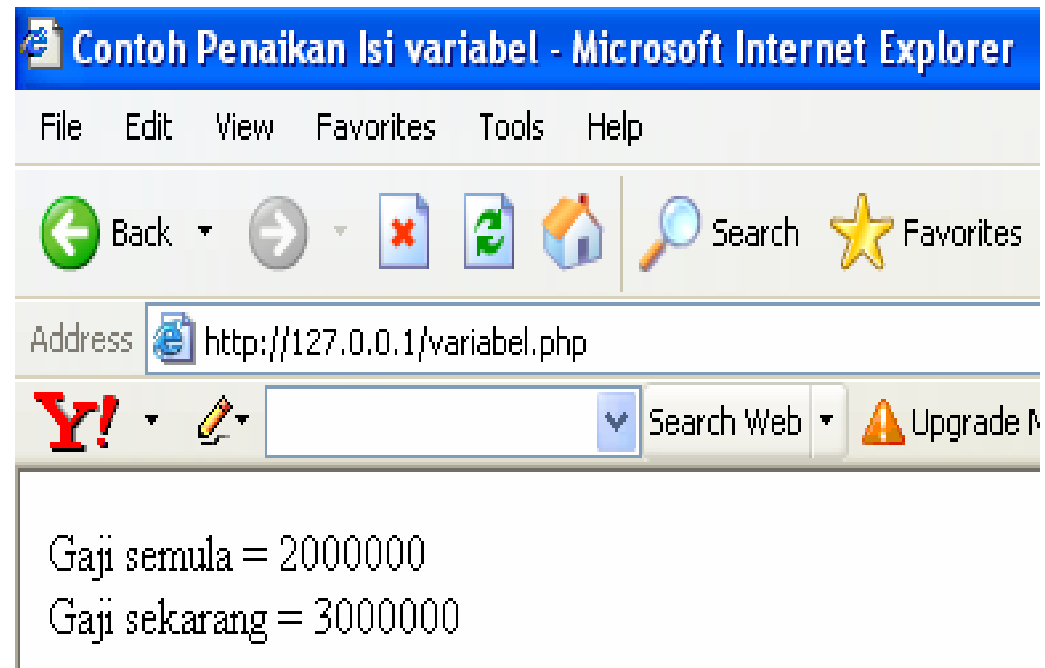 Contoh Penaikan Isi variabel - Microsoft Internet Explorer
File Edit View Favorites Tools Help
Back Search Favorites
Address http://127.0.0.1/variabel.php
Y! Search Web Upgrade
Gaji semula = 2000000
Gaji sekarang = 3000000